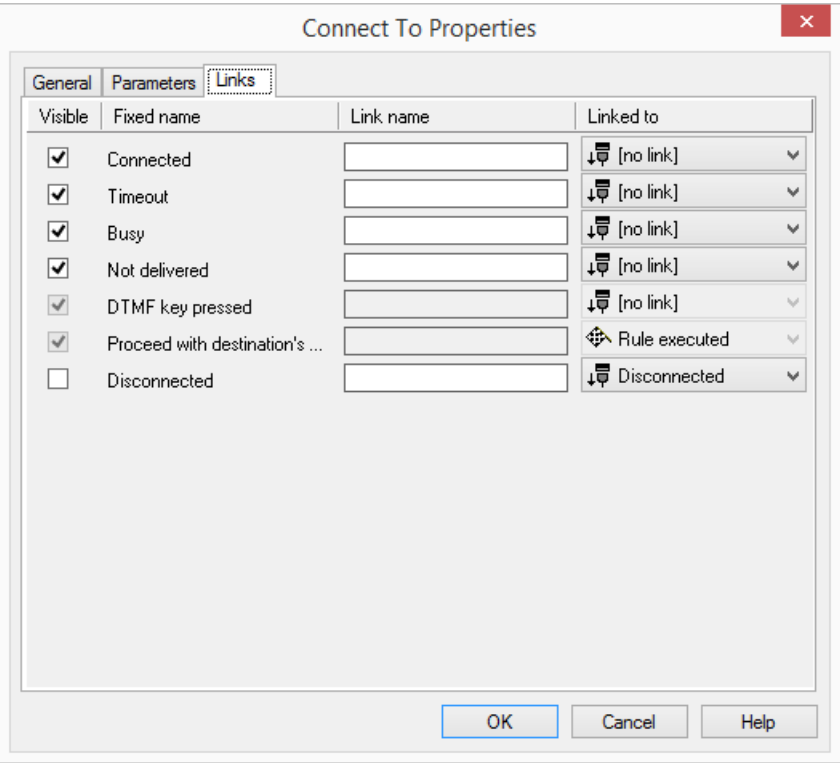 Connect To Properties
General Parameters Links
Visible Fixed name Link name Linked to
Connected [no link]
Timeout [no link]
Busy [no link]
Not delivered [no link]
DTMF key pressed [no link]
Proceed with destination's ... Rule executed
Disconnected Disconnected
OK Cancel Help